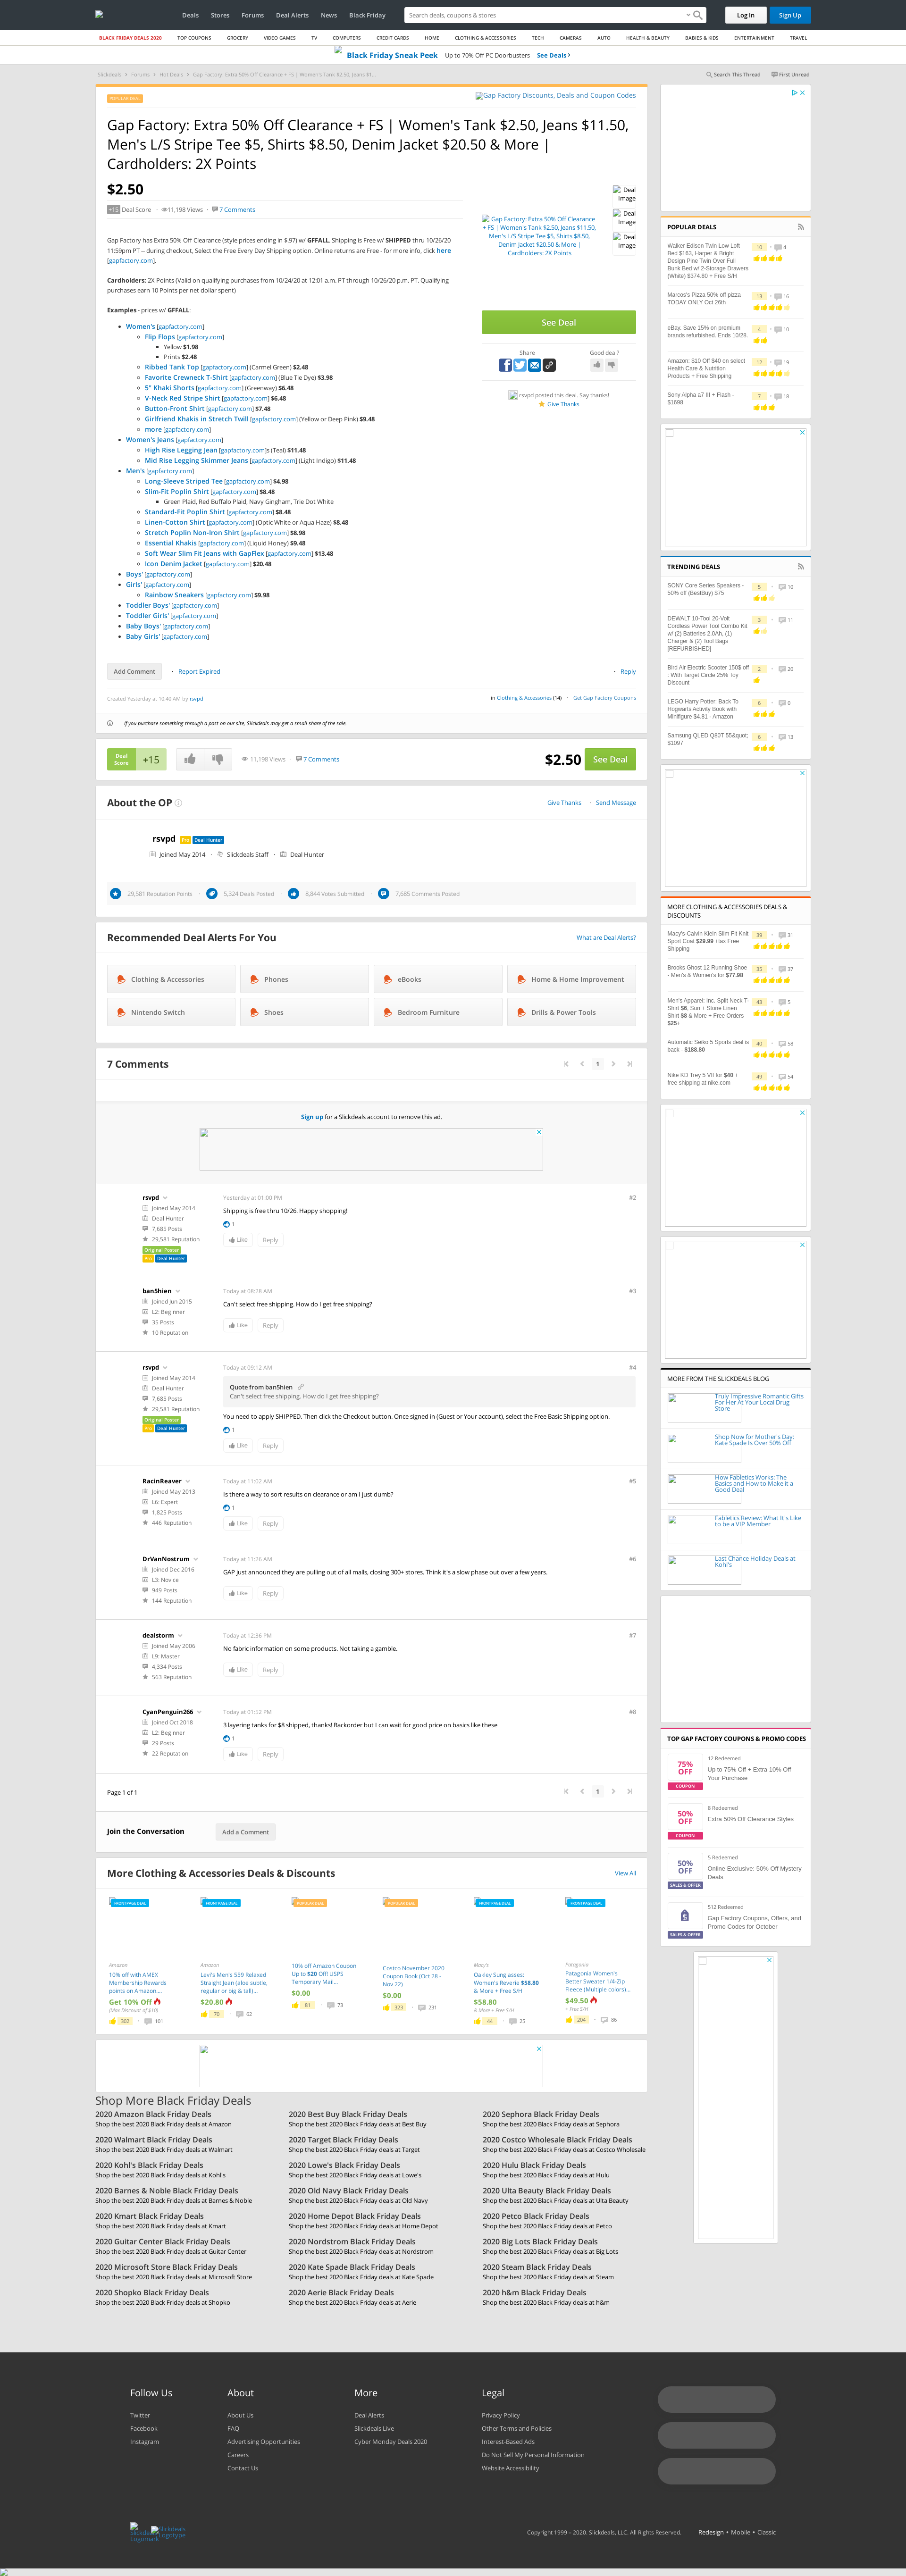 Deals Stores Forums Deal Alerts News Black Friday Search deals, coupons & stores Log In Sign Up
BLACK FRIDAY DEALS 2020 TOP COUPONS GROCERY VIDEO GAMES TV COMPUTERS CREDIT CARDS HOME CLOTHING & ACCESSORIES TECH CAMERAS AUTO HEALTH & BEAUTY BABIES & KIDS ENTERTAINMENT TRAVEL
Black Friday Sneak Peek Up to 70% Off PC Doorbusters See Deals
Slickdeals Forums Hot Deals Gap Factory: Extra 50% Off Clearance + FS | Women's Tank $2.50, Jeans $1... Search This Thread First Unread
POPULAR DEAL
Gap Factory Discounts, Deals and Coupon Codes
Gap Factory: Extra 50% Off Clearance + FS | Women's Tank $2.50, Jeans $11.50,
Men's L/S Stripe Tee $5, Shirts $8.50, Denim Jacket $20.50 & More |
Cardholders: 2X Points
$2.50
+15 Deal Score 11,198 Views 7 Comments
Gap Factory has Extra 50% Off Clearance (style prices ending in $.97) w/ GFFALL. Shipping is Free w/ SHIPPED thru 10/26/20
11:59pm PT -- during checkout, Select the Free Every Day Shipping option. Online returns are Free - for more info, click here
[gapfactory.com].
Cardholders: 2X Points (Valid on qualifying purchases from 10/24/20 at 12:01 a.m. PT through 10/26/20 p.m. PT. Qualifying
purchases earn 10 Points per net dollar spent)
Examples - prices w/ GFFALL:
Women's [gapfactory.com]
Flip Flops [gapfactory.com]
Yellow $1.98
Prints $2.48
Ribbed Tank Top [gapfactory.com] (Carmel Green) $2.48
Favorite Crewneck T-Shirt [gapfactory.com] (Blue Tie Dye) $3.98
5" Khaki Shorts [gapfactory.com] (Greenway) $6.48
V-Neck Red Stripe Shirt [gapfactory.com] $6.48
Button-Front Shirt [gapfactory.com] $7.48
Girlfriend Khakis in Stretch Twill [gapfactory.com] (Yellow or Deep Pink) $9.48
more [gapfactory.com]
Women's Jeans [gapfactory.com]
High Rise Legging Jean [gapfactory.com]s (Teal) $11.48
Mid Rise Legging Skimmer Jeans [gapfactory.com] (Light Indigo) $11.48
Men's [gapfactory.com]
Long-Sleeve Striped Tee [gapfactory.com] $4.98
Slim-Fit Poplin Shirt [gapfactory.com] $8.48
Green Plaid, Red Buffalo Plaid, Navy Gingham, Trie Dot White
Standard-Fit Poplin Shirt [gapfactory.com] $8.48
Linen-Cotton Shirt [gapfactory.com] (Optic White or Aqua Haze) $8.48
Stretch Poplin Non-Iron Shirt [gapfactory.com] $8.98
Essential Khakis [gapfactory.com] (Liquid Honey) $9.48
Soft Wear Slim Fit Jeans with GapFlex [gapfactory.com] $13.48
Icon Denim Jacket [gapfactory.com] $20.48
Boys' [gapfactory.com]
Girls' [gapfactory.com]
Rainbow Sneakers [gapfactory.com] $9.98
Toddler Boys' [gapfactory.com]
Toddler Girls' [gapfactory.com]
Baby Boys' [gapfactory.com]
Baby Girls' [gapfactory.com]
Gap Factory: Extra 50% Off Clearance
+ FS | Women's Tank $2.50, Jeans $11.50,
Men's L/S Stripe Tee $5, Shirts $8.50,
Denim Jacket $20.50 & More |
Cardholders: 2X Points
Deal Image
Deal Image
Deal Image
See Deal
Share Good deal?
rsvpd posted this deal. Say thanks!
Give Thanks
Add Comment Report Expired Reply
Created Yesterday at 10:40 AM by rsvpd in Clothing & Accessories (14) Get Gap Factory Coupons
If you purchase something through a post on our site, Slickdeals may get a small share of the sale.
Deal Score +15 11,198 Views 7 Comments $2.50 See Deal
About the OP Give Thanks Send Message
rsvpd Pro Deal Hunter
Joined May 2014 Slickdeals Staff Deal Hunter
29,581 Reputation Points 5,324 Deals Posted 8,844 Votes Submitted 7,685 Comments Posted
Recommended Deal Alerts For You What are Deal Alerts?
Clothing & Accessories Phones eBooks Home & Home Improvement
Nintendo Switch Shoes Bedroom Furniture Drills & Power Tools
7 Comments 1
Sign up for a Slickdeals account to remove this ad.
rsvpd Yesterday at 01:00 PM #2
Joined May 2014
Deal Hunter
7,685 Posts
29,581 Reputation
Original Poster
Pro Deal Hunter
Shipping is free thru 10/26. Happy shopping!
1
Like Reply
ban5hien Today at 08:28 AM #3
Joined Jun 2015
L2: Beginner
35 Posts
10 Reputation
Can't select free shipping. How do I get free shipping?
Like Reply
rsvpd Today at 09:12 AM #4
Joined May 2014
Deal Hunter
7,685 Posts
29,581 Reputation
Original Poster
Pro Deal Hunter
Quote from ban5hien
Can't select free shipping. How do I get free shipping?
You need to apply SHIPPED. Then click the Checkout button. Once signed in (Guest or Your account), select the Free Basic Shipping option.
1
Like Reply
RacinReaver Today at 11:02 AM #5
Joined May 2013
L6: Expert
1,825 Posts
446 Reputation
Is there a way to sort results on clearance or am I just dumb?
1
Like Reply
DrVanNostrum Today at 11:26 AM #6
Joined Dec 2016
L3: Novice
949 Posts
144 Reputation
GAP just announced they are pulling out of all malls, closing 300+ stores. Think it's a slow phase out over a few years.
Like Reply
dealstorm Today at 12:36 PM #7
Joined May 2006
L9: Master
4,334 Posts
563 Reputation
No fabric information on some products. Not taking a gamble.
Like Reply
CyanPenguin266 Today at 01:52 PM #8
Joined Oct 2018
L2: Beginner
29 Posts
22 Reputation
3 layering tanks for $8 shipped, thanks! Backorder but I can wait for good price on basics like these
1
Like Reply
Page 1 of 1 1
Join the Conversation Add a Comment
More Clothing & Accessories Deals & Discounts View All
FRONTPAGE DEAL
Amazon
10% off with AMEX
Membership Rewards
points on Amazon....
Get 10% Off
(Max Discount of $10)
302 101
FRONTPAGE DEAL
Amazon
Levi's Men's 559 Relaxed
Straight Jean (aloe subtle,
regular or big & tall)...
$20.80
70 62
POPULAR DEAL
10% off Amazon Coupon
Up to $20 Off! USPS
Temporary Mail...
$0.00
81 73
POPULAR DEAL
Costco November 2020
Coupon Book (Oct 28 -
Nov 22)
$0.00
323 231
FRONTPAGE DEAL
Macy's
Oakley Sunglasses:
Women's Reverie $58.80
& More + Free S/H
$58.80
& More + Free S/H
44 25
FRONTPAGE DEAL
Patagonia
Patagonia Women's
Better Sweater 1/4-Zip
Fleece (Multiple colors)...
$49.50
+ Free S/H
204 86
POPULAR DEALS
Walker Edison Twin Low Loft
Bed $163, Harper & Bright
Design Pine Twin Over Full
Bunk Bed w/ 2-Storage Drawers
(White) $374.80 + Free S/H
10 4
Marcos's Pizza 50% off pizza
TODAY ONLY Oct 26th
13 16
eBay. Save 15% on premium
brands refurbished. Ends 10/28.
4 10
Amazon: $10 Off $40 on select
Health Care & Nutrition
Products + Free Shipping
12 19
Sony Alpha a7 III + Flash -
$1698
7 18
TRENDING DEALS
SONY Core Series Speakers -
50% off (BestBuy) $75
5 10
DEWALT 10-Tool 20-Volt
Cordless Power Tool Combo Kit
w/ (2) Batteries 2.0Ah, (1)
Charger & (2) Tool Bags
[REFURBISHED]
3 11
Bird Air Electric Scooter 150$ off
: With Target Circle 25% Toy
Discount
2 20
LEGO Harry Potter: Back To
Hogwarts Activity Book with
Minifigure $4.81 - Amazon
6 0
Samsung QLED Q80T 55&quot;
$1097
6 13
MORE CLOTHING & ACCESSORIES DEALS &
DISCOUNTS
Macy's-Calvin Klein Slim Fit Knit
Sport Coat $29.99 +tax Free
Shipping
39 31
Brooks Ghost 12 Running Shoe
- Men's & Women's for $77.98
35 37
Men's Apparel: Inc. Split Neck T-
Shirt $6, Sun + Stone Linen
Shirt $8 & More + Free Orders
$25+
43 5
Automatic Seiko 5 Sports deal is
back - $188.80
40 58
Nike KD Trey 5 VII for $40 +
free shipping at nike.com
49 54
MORE FROM THE SLICKDEALS BLOG
Truly Impressive Romantic Gifts
For Her At Your Local Drug
Store
Shop Now for Mother's Day:
Kate Spade Is Over 50% Off
How Fabletics Works: The
Basics and How to Make it a
Good Deal
Fabletics Review: What It's Like
to be a VIP Member
Last Chance Holiday Deals at
Kohl's
TOP GAP FACTORY COUPONS & PROMO CODES
75% OFF COUPON
12 Redeemed
Up to 75% Off + Extra 10% Off
Your Purchase
50% OFF COUPON
8 Redeemed
Extra 50% Off Clearance Styles
50% OFF SALES & OFFER
5 Redeemed
Online Exclusive: 50% Off Mystery
Deals
SALES & OFFER
512 Redeemed
Gap Factory Coupons, Offers, and
Promo Codes for October
Shop More Black Friday Deals
2020 Amazon Black Friday Deals
Shop the best 2020 Black Friday deals at Amazon
2020 Best Buy Black Friday Deals
Shop the best 2020 Black Friday deals at Best Buy
2020 Sephora Black Friday Deals
Shop the best 2020 Black Friday deals at Sephora
2020 Walmart Black Friday Deals
Shop the best 2020 Black Friday deals at Walmart
2020 Target Black Friday Deals
Shop the best 2020 Black Friday deals at Target
2020 Costco Wholesale Black Friday Deals
Shop the best 2020 Black Friday deals at Costco Wholesale
2020 Kohl's Black Friday Deals
Shop the best 2020 Black Friday deals at Kohl's
2020 Lowe's Black Friday Deals
Shop the best 2020 Black Friday deals at Lowe's
2020 Hulu Black Friday Deals
Shop the best 2020 Black Friday deals at Hulu
2020 Barnes & Noble Black Friday Deals
Shop the best 2020 Black Friday deals at Barnes & Noble
2020 Old Navy Black Friday Deals
Shop the best 2020 Black Friday deals at Old Navy
2020 Ulta Beauty Black Friday Deals
Shop the best 2020 Black Friday deals at Ulta Beauty
2020 Kmart Black Friday Deals
Shop the best 2020 Black Friday deals at Kmart
2020 Home Depot Black Friday Deals
Shop the best 2020 Black Friday deals at Home Depot
2020 Petco Black Friday Deals
Shop the best 2020 Black Friday deals at Petco
2020 Guitar Center Black Friday Deals
Shop the best 2020 Black Friday deals at Guitar Center
2020 Nordstrom Black Friday Deals
Shop the best 2020 Black Friday deals at Nordstrom
2020 Big Lots Black Friday Deals
Shop the best 2020 Black Friday deals at Big Lots
2020 Microsoft Store Black Friday Deals
Shop the best 2020 Black Friday deals at Microsoft Store
2020 Kate Spade Black Friday Deals
Shop the best 2020 Black Friday deals at Kate Spade
2020 Steam Black Friday Deals
Shop the best 2020 Black Friday deals at Steam
2020 Shopko Black Friday Deals
Shop the best 2020 Black Friday deals at Shopko
2020 Aerie Black Friday Deals
Shop the best 2020 Black Friday deals at Aerie
2020 h&m Black Friday Deals
Shop the best 2020 Black Friday deals at h&m
Follow Us
Twitter
Facebook
Instagram
About
About Us
FAQ
Advertising Opportunities
Careers
Contact Us
More
Deal Alerts
Slickdeals Live
Cyber Monday Deals 2020
Legal
Privacy Policy
Other Terms and Policies
Interest-Based Ads
Do Not Sell My Personal Information
Website Accessibility
Slickdeals Logomark Slickdeals Logotype
Copyright 1999 – 2020. Slickdeals, LLC. All Rights Reserved. Redesign • Mobile • Classic